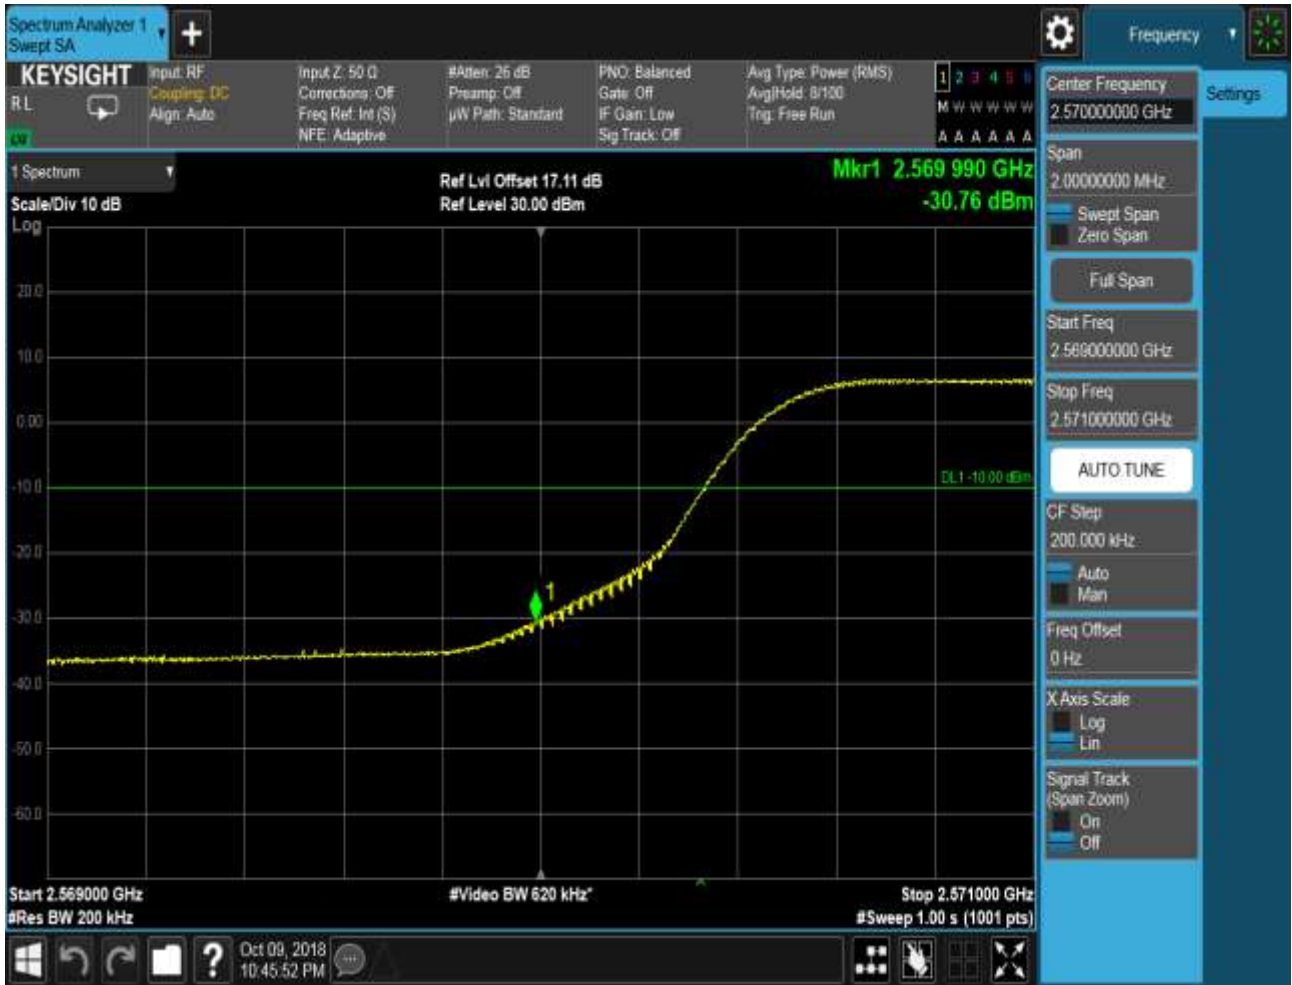 Spectrum Analyzer 1
Swept SA
+
Frequency
KEYSIGHT
R L
LW
Input: RF
Coupling: DC
Align: Auto
Input Z: 50 Ω
Corrections: Off
Freq Ref: Int (S)
NFE: Adaptive
#Atten: 26 dB
Preamp: Off
µW Path: Standard
PNO: Balanced
Gate: Off
IF Gain: Low
Sig Track: Off
Avg Type: Power (RMS)
Avg|Hold: 8/100
Trig: Free Run
1 2 3 4 5 6
M W W W W W
A A A A A A
1 Spectrum
Scale/Div 10 dB
Log
Ref Lvl Offset 17.11 dB
Ref Level 30.00 dBm
Mkr1 2.569 990 GHz
-30.76 dBm
20.0
10.0
0.00
-10.0
-20.0
-30.0
-40.0
-50.0
-60.0
DL1 -10.00 dBm
1
Start 2.569000 GHz
#Res BW 200 kHz
#Video BW 620 kHz*
Stop 2.571000 GHz
#Sweep 1.00 s (1001 pts)
Center Frequency
2.570000000 GHz
Settings
Span
2.00000000 MHz
Swept Span
Zero Span
Full Span
Start Freq
2.569000000 GHz
Stop Freq
2.571000000 GHz
AUTO TUNE
CF Step
200.000 kHz
Auto
Man
Freq Offset
0 Hz
X Axis Scale
Log
Lin
Signal Track
(Span Zoom)
On
Off
?
Oct 09, 2018
10:45:52 PM